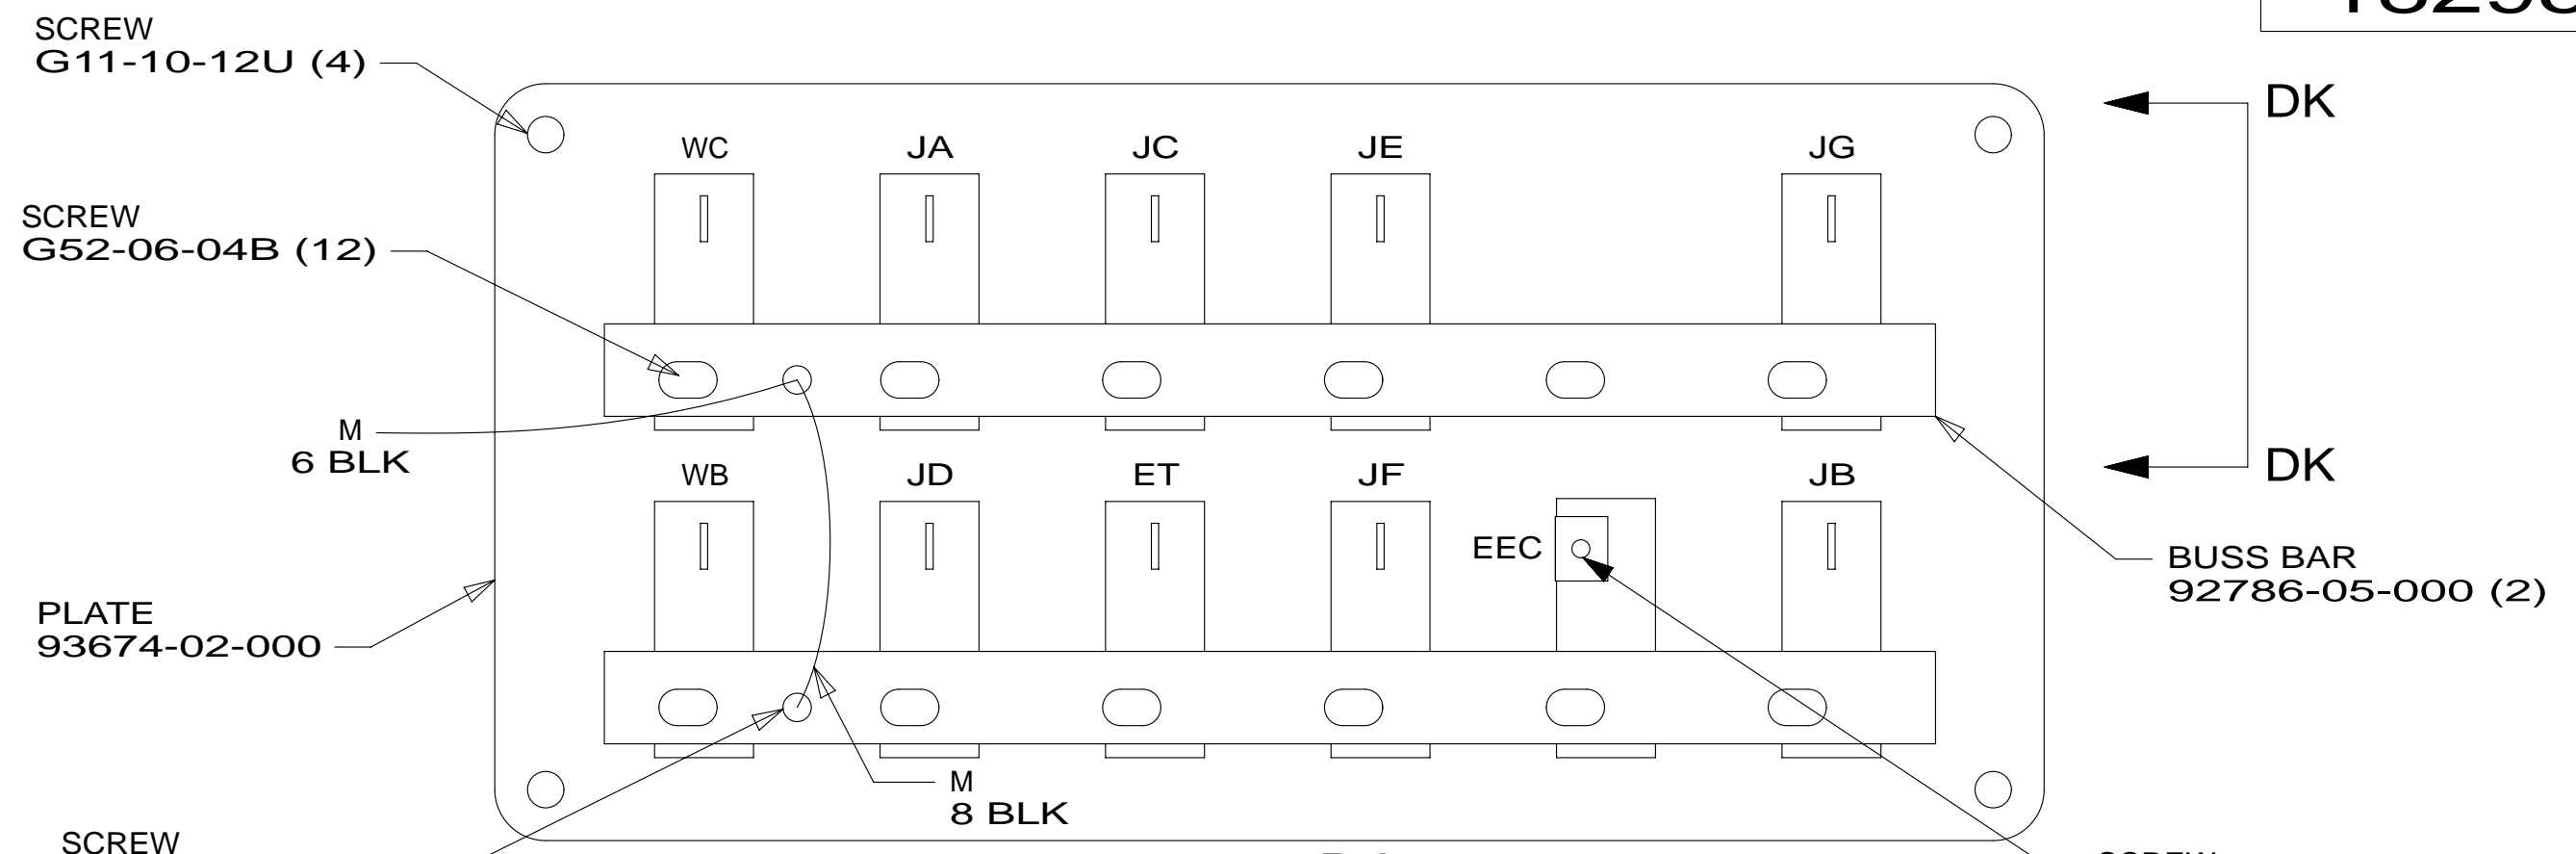 SCREW
G11-10-12U (4)
DK
WC JA JC JE JG
SCREW
G52-06-04B (12)
M
6 BLK
DK
WB JD ET JF JB
EEC
BUSS BAR
92786-05-000 (2)
PLATE
93674-02-000
M
8 BLK
SCREW
SCREW